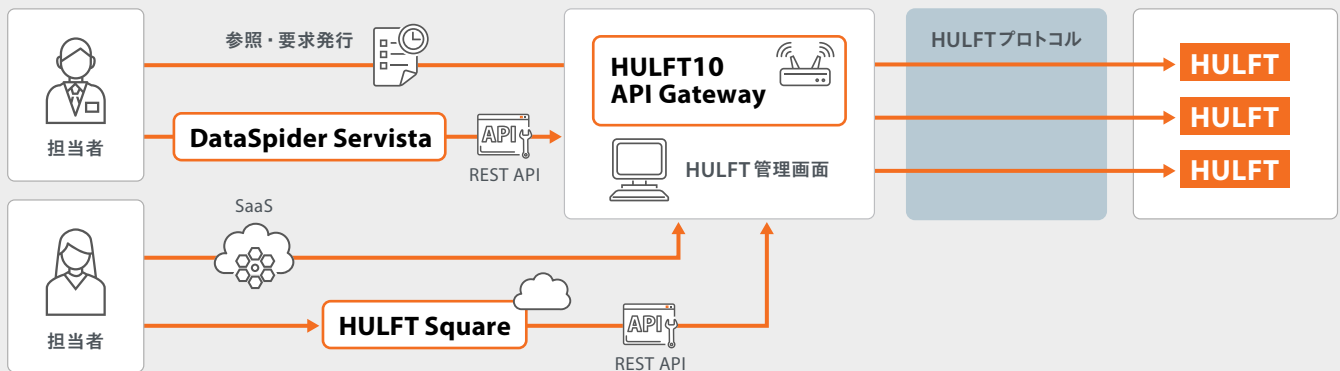 参照・要求発行
担当者
DataSpider Servista
API
REST API
HULFT10
API Gateway
HULFT 管理画面
HULFTプロトコル
HULFT
HULFT
HULFT
担当者
SaaS
HULFT Square
API
REST API